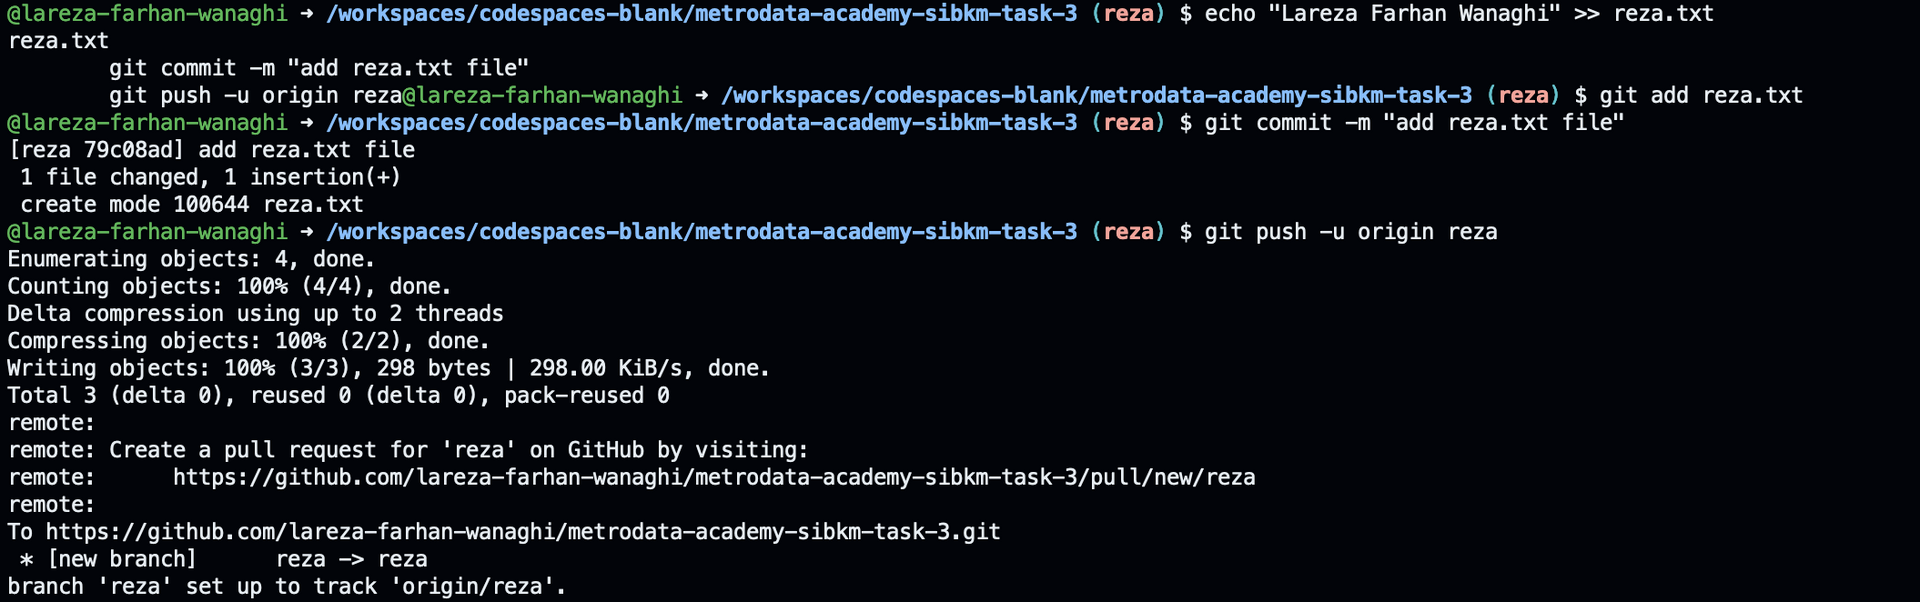 @lareza-farhan-wanaghi ➜ /workspaces/codespaces-blank/metrodata-academy-sibkm-task-3 (reza) $ echo "Lareza Farhan Wanaghi" >> reza.txt
reza.txt
        git commit -m "add reza.txt file"
        git push -u origin reza@lareza-farhan-wanaghi ➜ /workspaces/codespaces-blank/metrodata-academy-sibkm-task-3 (reza) $ git add reza.txt
@lareza-farhan-wanaghi ➜ /workspaces/codespaces-blank/metrodata-academy-sibkm-task-3 (reza) $ git commit -m "add reza.txt file"
[reza 79c08ad] add reza.txt file
 1 file changed, 1 insertion(+)
 create mode 100644 reza.txt
@lareza-farhan-wanaghi ➜ /workspaces/codespaces-blank/metrodata-academy-sibkm-task-3 (reza) $ git push -u origin reza
Enumerating objects: 4, done.
Counting objects: 100% (4/4), done.
Delta compression using up to 2 threads
Compressing objects: 100% (2/2), done.
Writing objects: 100% (3/3), 298 bytes | 298.00 KiB/s, done.
Total 3 (delta 0), reused 0 (delta 0), pack-reused 0
remote:
remote: Create a pull request for 'reza' on GitHub by visiting:
remote:      https://github.com/lareza-farhan-wanaghi/metrodata-academy-sibkm-task-3/pull/new/reza
remote:
To https://github.com/lareza-farhan-wanaghi/metrodata-academy-sibkm-task-3.git
 * [new branch]      reza -> reza
branch 'reza' set up to track 'origin/reza'.